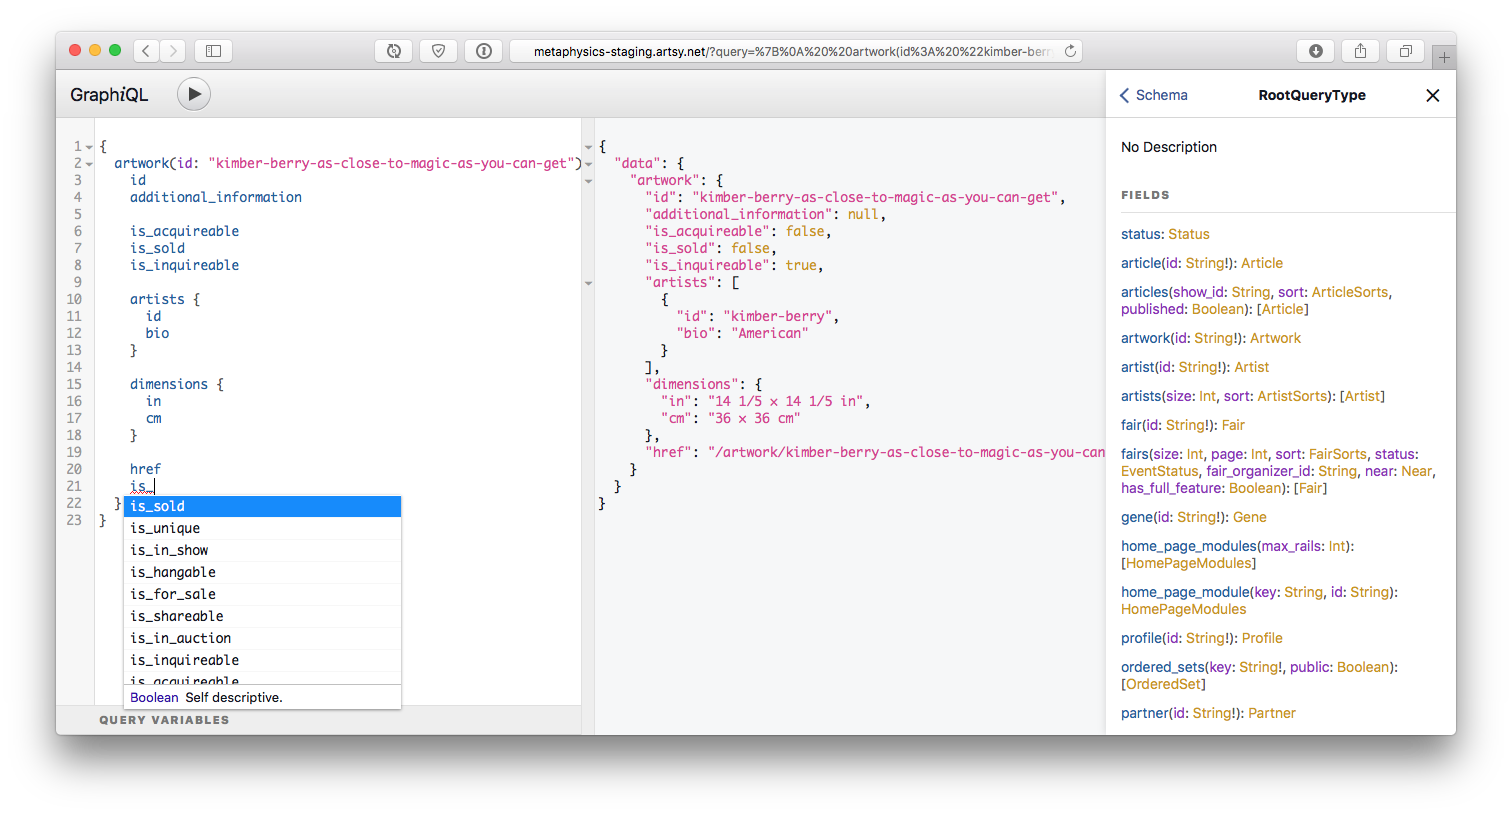 metaphysics-staging.artsy.net/?query=%7B%0A%20%20artwork(id%3A%20%22kimber-berr
GraphiQL
1 {
2 artwork(id: "kimber-berry-as-close-to-magic-as-you-can-get")
3 id
4 additional_information
5
6 is_acquireable
7 is_sold
8 is_inquireable
9
10 artists {
11 id
12 bio
13 }
14
15 dimensions {
16 in
17 cm
18 }
19
20 href
21 is_
22 }
23 }
is_sold
is_unique
is_in_show
is_hangable
is_for_sale
is_shareable
is_in_auction
is_inquireable
is_acquireable
Boolean Self descriptive.
QUERY VARIABLES
{
"data": {
"artwork": {
"id": "kimber-berry-as-close-to-magic-as-you-can-get",
"additional_information": null,
"is_acquireable": false,
"is_sold": false,
"is_inquireable": true,
"artists": [
{
"id": "kimber-berry",
"bio": "American"
}
],
"dimensions": {
"in": "14 1/5 × 14 1/5 in",
"cm": "36 × 36 cm"
},
"href": "/artwork/kimber-berry-as-close-to-magic-as-you-can
}
}
}
Schema
RootQueryType
No Description
FIELDS
status: Status
article(id: String!): Article
articles(show_id: String, sort: ArticleSorts,
published: Boolean): [Article]
artwork(id: String!): Artwork
artist(id: String!): Artist
artists(size: Int, sort: ArtistSorts): [Artist]
fair(id: String!): Fair
fairs(size: Int, page: Int, sort: FairSorts, status:
EventStatus, fair_organizer_id: String, near: Near,
has_full_feature: Boolean): [Fair]
gene(id: String!): Gene
home_page_modules(max_rails: Int):
[HomePageModules]
home_page_module(key: String, id: String):
HomePageModules
profile(id: String!): Profile
ordered_sets(key: String!, public: Boolean):
[OrderedSet]
partner(id: String!): Partner